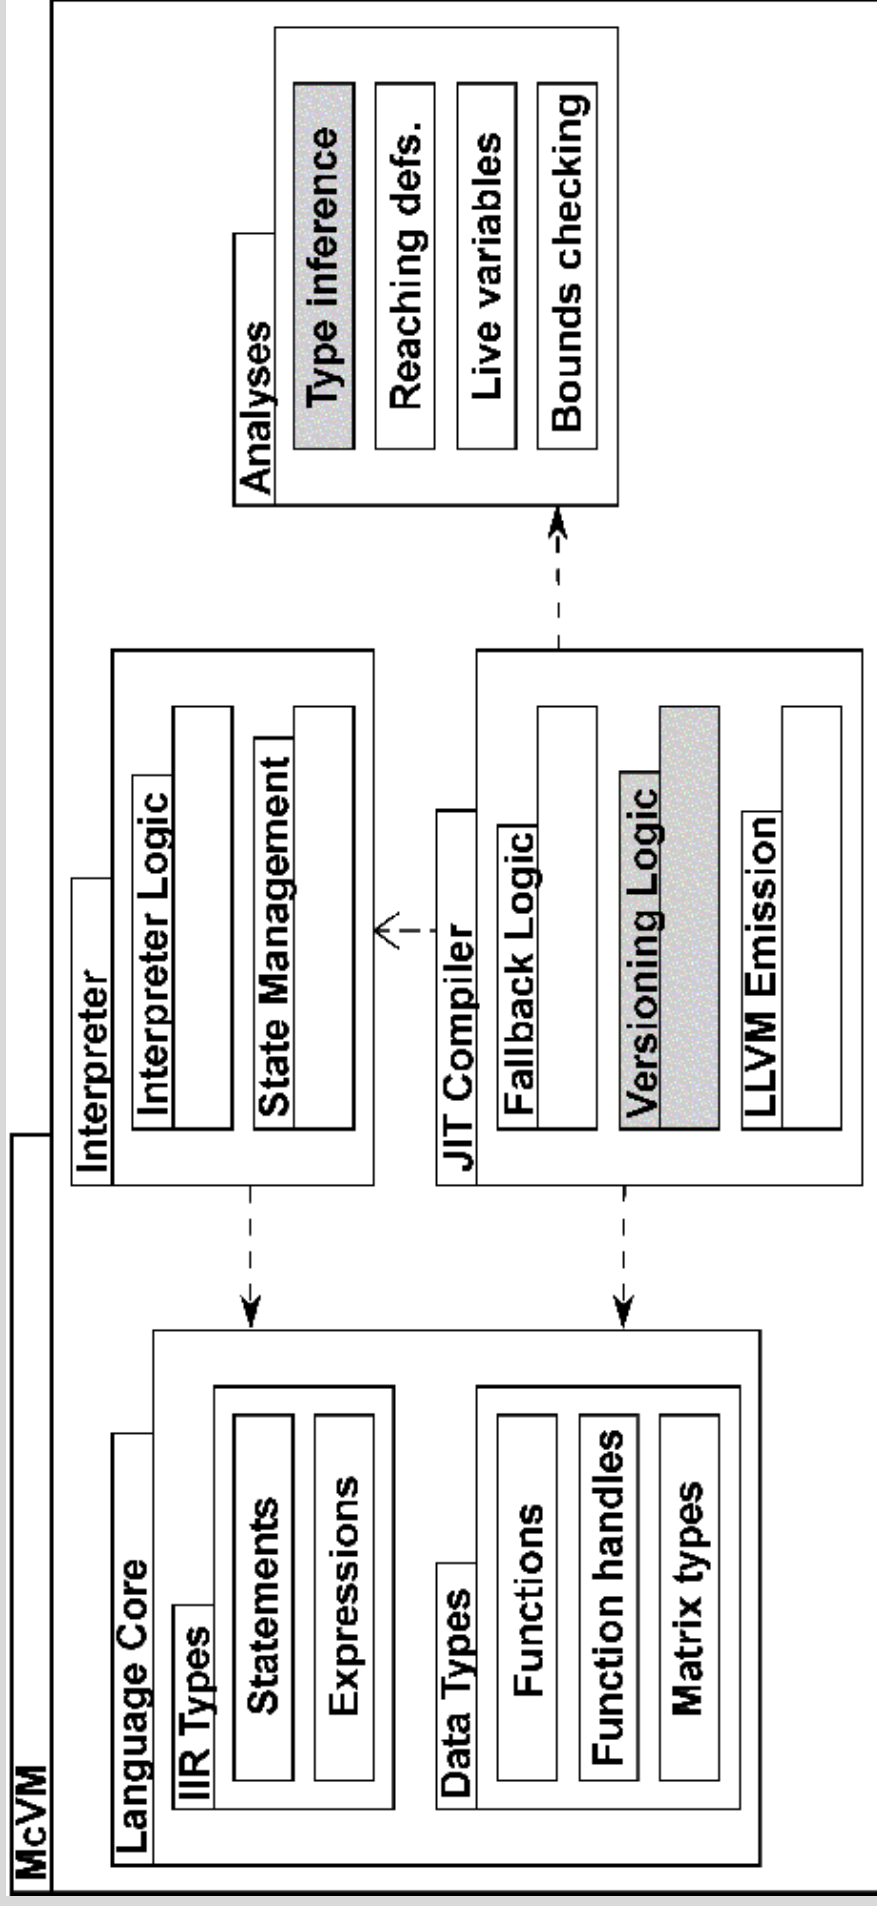 McVM
Language Core
IIR Types
Statements
Expressions
Data Types
Functions
Function handles
Matrix types
Interpreter
Interpreter Logic
State Management
JIT Compiler
Fallback Logic
Versioning Logic
LLVM Emission
Analyses
Type inference
Reaching defs.
Live variables
Bounds checking